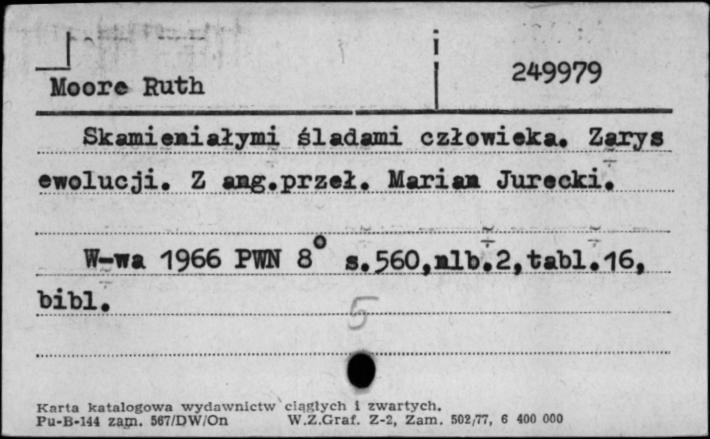 Moore Ruth
249979
Skamieniałymi śladami człowieka. Zarys
ewolucji. Z ang.przeł. Marian Jurecki.
W-wa 1966 PWN 8° s.560,nlb.2,tabl.16,
bibl.
5
Karta katalogowa wydawnictw ciągłych i zwartych.
Pu-B-144 zam. 567/DW/On W.Z.Graf. Z-2, Zam. 502/77, 6 400 000